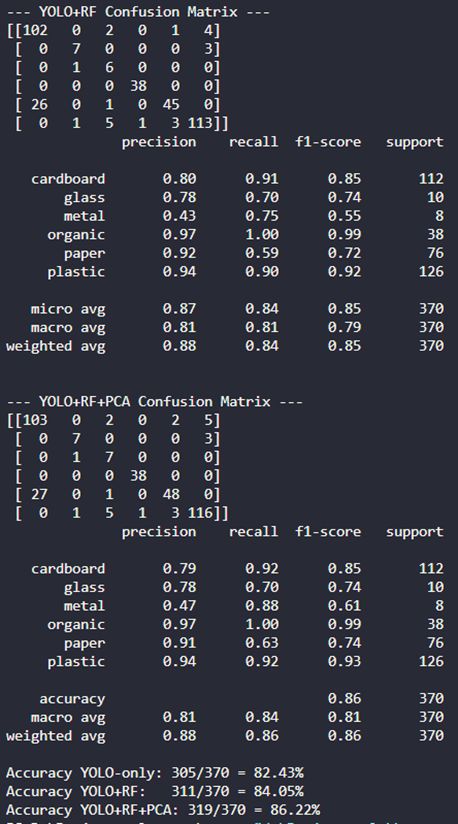 --- YOLO+RF Confusion Matrix ---
[[102   0   2   0   1   4]
 [  0   7   0   0   0   3]
 [  0   1   6   0   0   0]
 [  0   0   0  38   0   0]
 [ 26   0   1   0  45   0]
 [  0   1   5   1   3 113]]
              precision    recall  f1-score   support

   cardboard       0.80      0.91      0.85       112
       glass       0.78      0.70      0.74        10
       metal       0.43      0.75      0.55         8
     organic       0.97      1.00      0.99        38
       paper       0.92      0.59      0.72        76
     plastic       0.94      0.90      0.92       126

   micro avg       0.87      0.84      0.85       370
   macro avg       0.81      0.81      0.79       370
weighted avg       0.88      0.84      0.85       370

--- YOLO+RF+PCA Confusion Matrix ---
[[103   0   2   0   2   5]
 [  0   7   0   0   0   3]
 [  0   1   7   0   0   0]
 [  0   0   0  38   0   0]
 [ 27   0   1   0  48   0]
 [  0   1   5   1   3 116]]
              precision    recall  f1-score   support

   cardboard       0.79      0.92      0.85       112
       glass       0.78      0.70      0.74        10
       metal       0.47      0.88      0.61         8
     organic       0.97      1.00      0.99        38
       paper       0.91      0.63      0.74        76
     plastic       0.94      0.92      0.93       126

    accuracy                           0.86       370
   macro avg       0.81      0.84      0.81       370
weighted avg       0.88      0.86      0.86       370

Accuracy YOLO-only: 305/370 = 82.43%
Accuracy YOLO+RF:   311/370 = 84.05%
Accuracy YOLO+RF+PCA: 319/370 = 86.22%